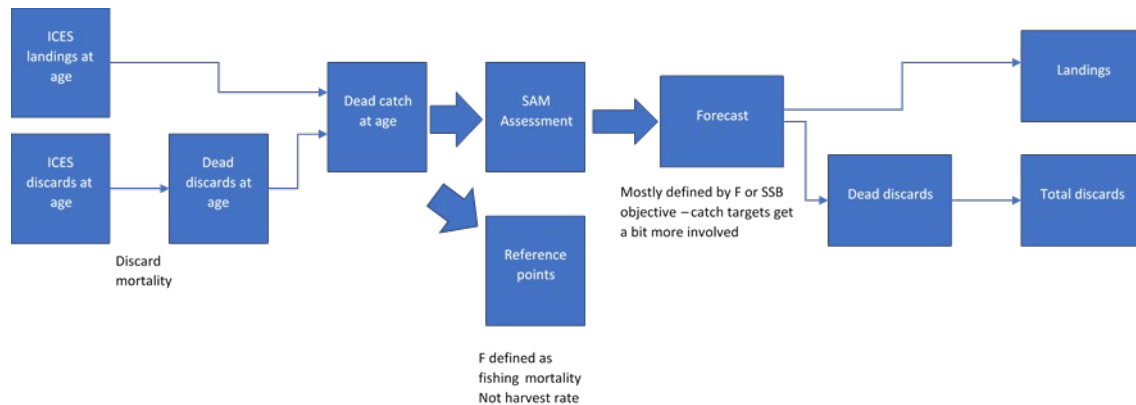 ICES
landings at
age
ICES
discards at
age
Dead
discards at
age
Discard
mortality
Dead catch
at age
SAM
Assessment
Reference
points
F defined as
fishing mortality
Not harvest rate
Forecast
Mostly defined by F or SSB
objective – catch targets get
a bit more involved
Landings
Dead discards
Total discards